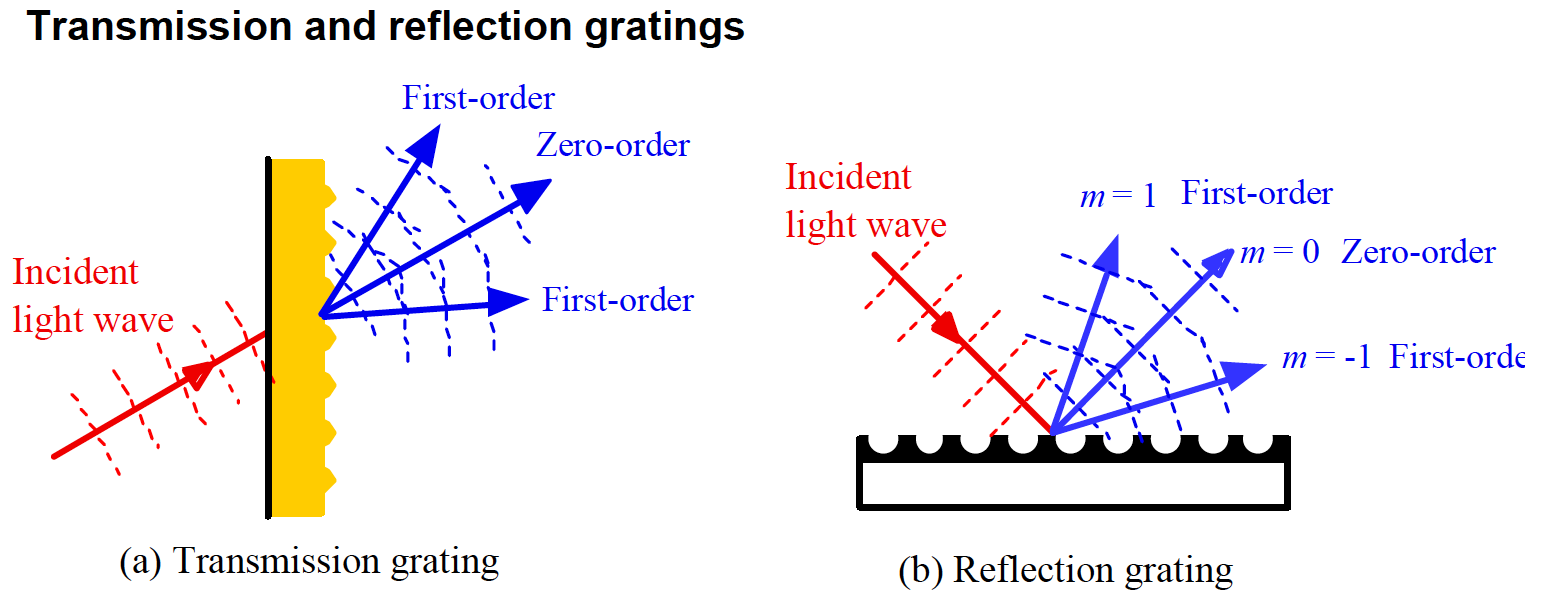 Transmission and reflection gratings
First-order
Zero-order
Incident
light wave
First-order
(a) Transmission grating
Incident
light wave
m = 1 First-order
m = 0 Zero-order
m = -1 First-orde
(b) Reflection grating